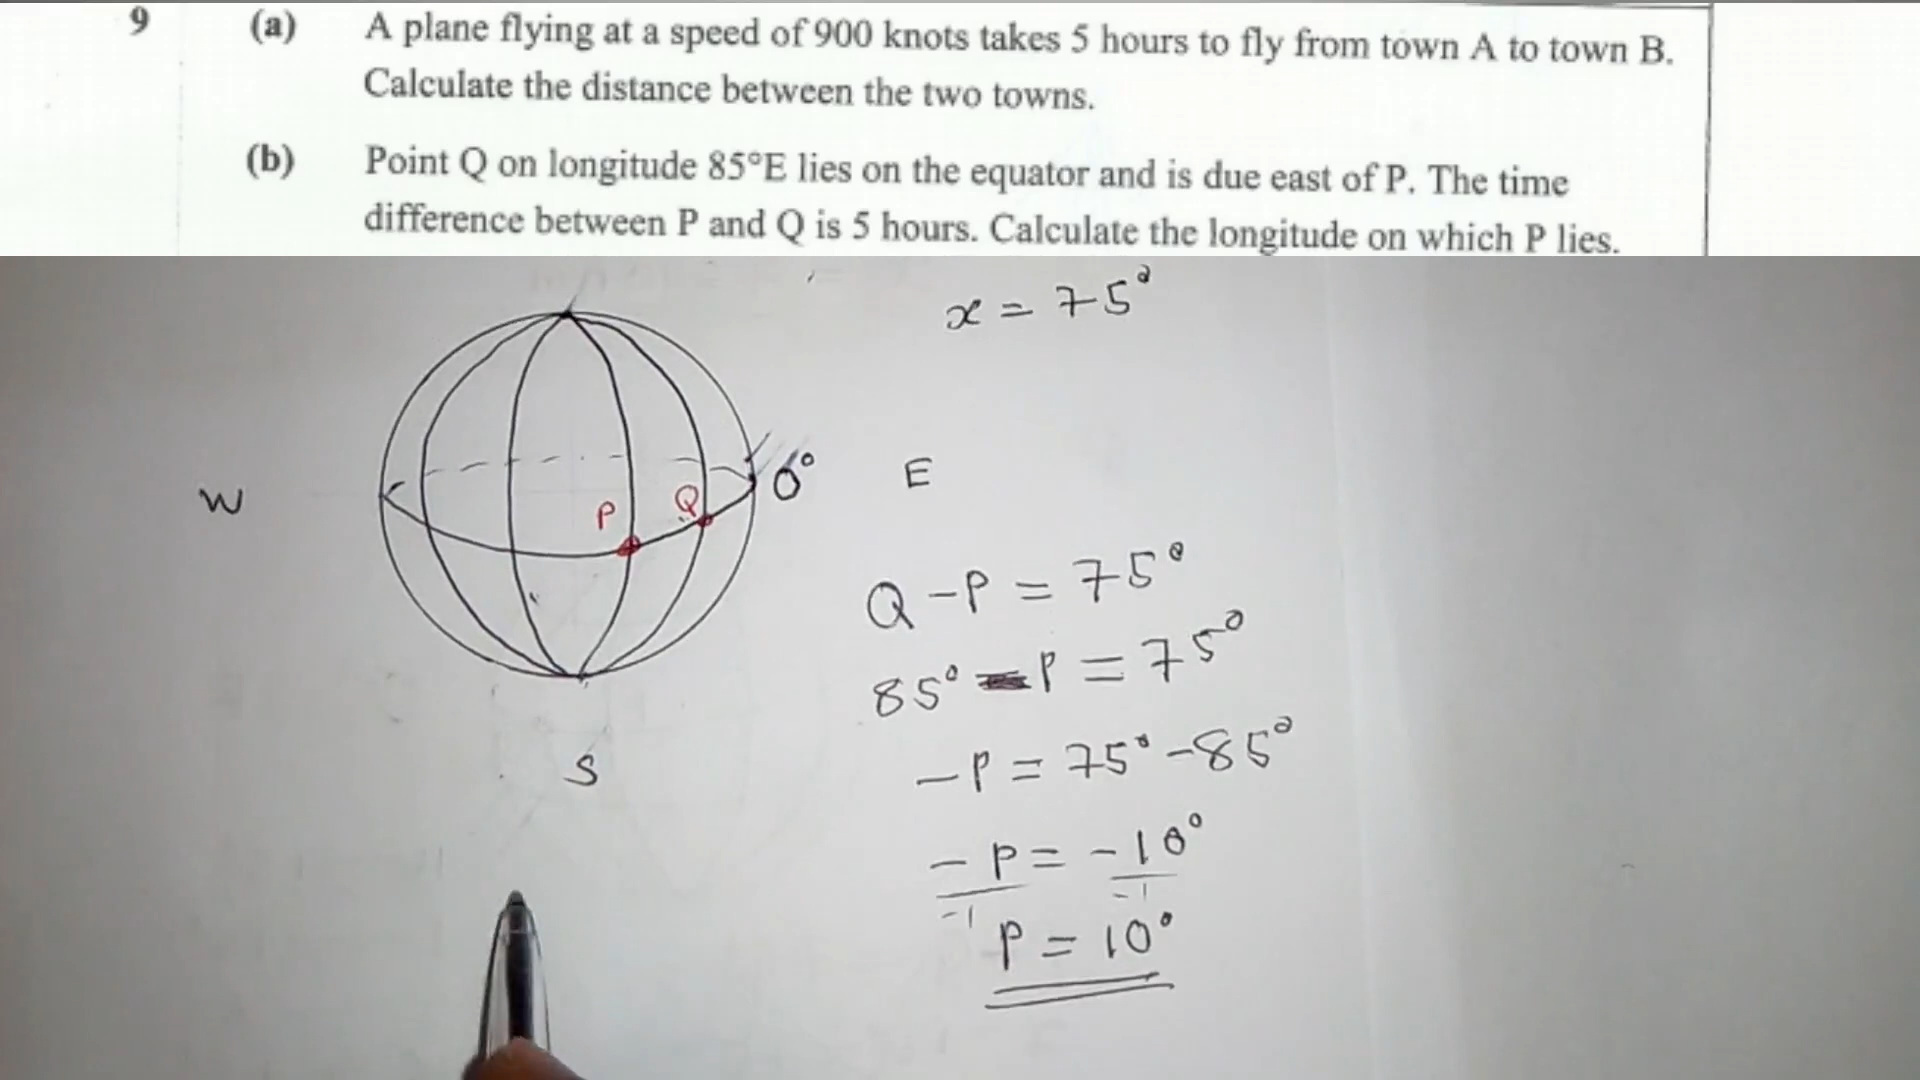 9 (a) A plane flying at a speed of 900 knots takes 5 hours to fly from town A to town B.
Calculate the distance between the two towns.
(b) Point Q on longitude 85°E lies on the equator and is due east of P. The time
difference between P and Q is 5 hours. Calculate the longitude on which P lies.
x = 75°
W
P
Q
0°
E
S
Q - P = 75°
85° - P = 75°
-P = 75° - 85°
-P = -10°
-1 -1
P = 10°